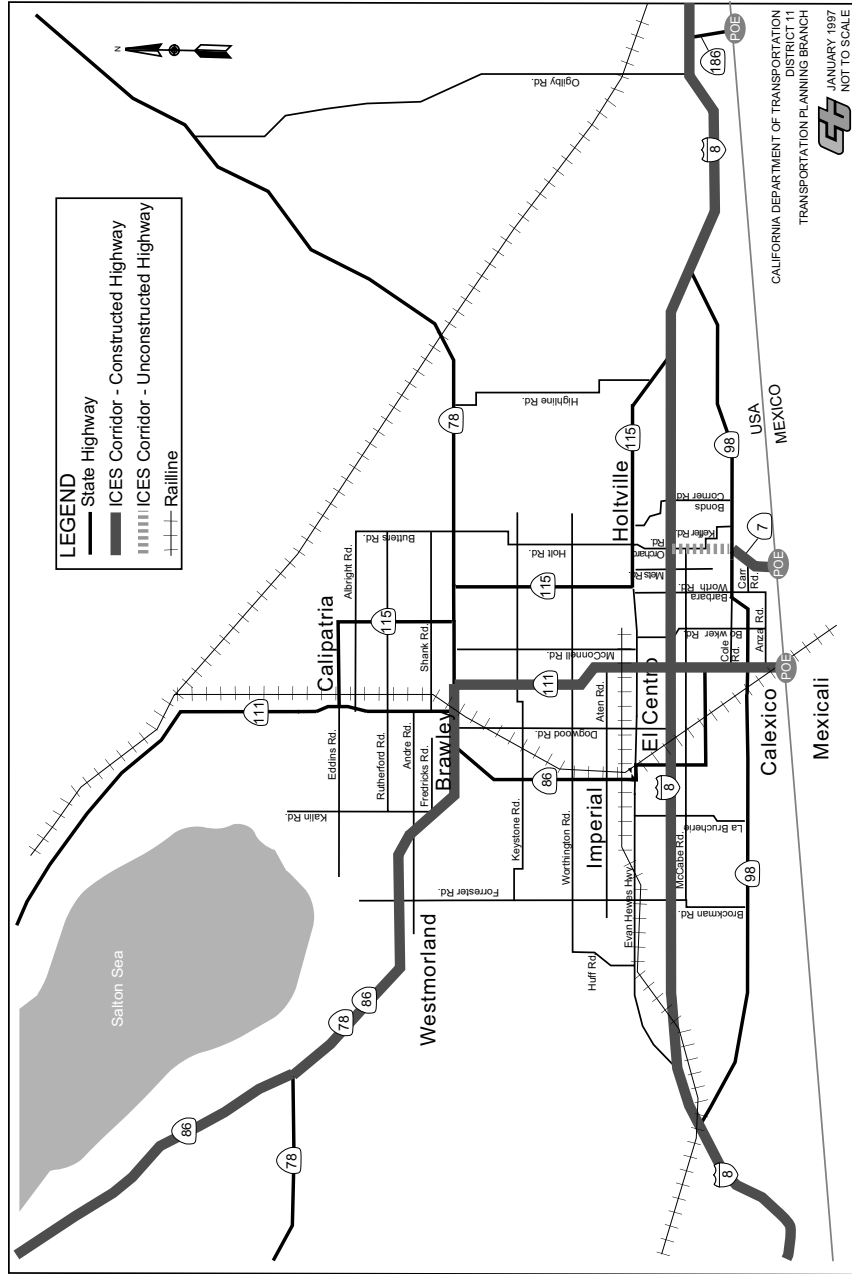 N
LEGEND
State Highway
ICES Corridor - Constructed Highway
ICES Corridor - Unconstructed Highway
Railline
Salton Sea
86
78
78
86
Westmorland
111
Calipatria
Albright Rd.
Eddins Rd.
Kalin Rd.
Rutherford Rd.
115
Butters Rd.
Andre Rd.
Fredricks Rd.
Shank Rd.
Brawley
78
Forrester Rd.
Keystone Rd.
86
111
115
Holt Rd.
Highline Rd.
Ogilby Rd.
McConnell Rd.
Dogwood Rd.
Worthington Rd.
Huff Rd.
Imperial
Aten Rd.
Holtville
115
Evan Hewes Hwy.
El Centro
Mets Rd.
Orchard
Rd.
Keller Rd.
Bonds
Corner Rd.
8
8
8
McCabe Rd.
La Brucherie
Brockman Rd.
Bowker Rd.
Barbara
Worth Rd.
Cole
Rd.
Carr
Rd.
Anza Rd.
98
98
7
186
POE
POE
POE
Calexico
Mexicali
USA
MEXICO
CALIFORNIA DEPARTMENT OF TRANSPORTATION
DISTRICT 11
TRANSPORTATION PLANNING BRANCH
ct
JANUARY 1997
NOT TO SCALE